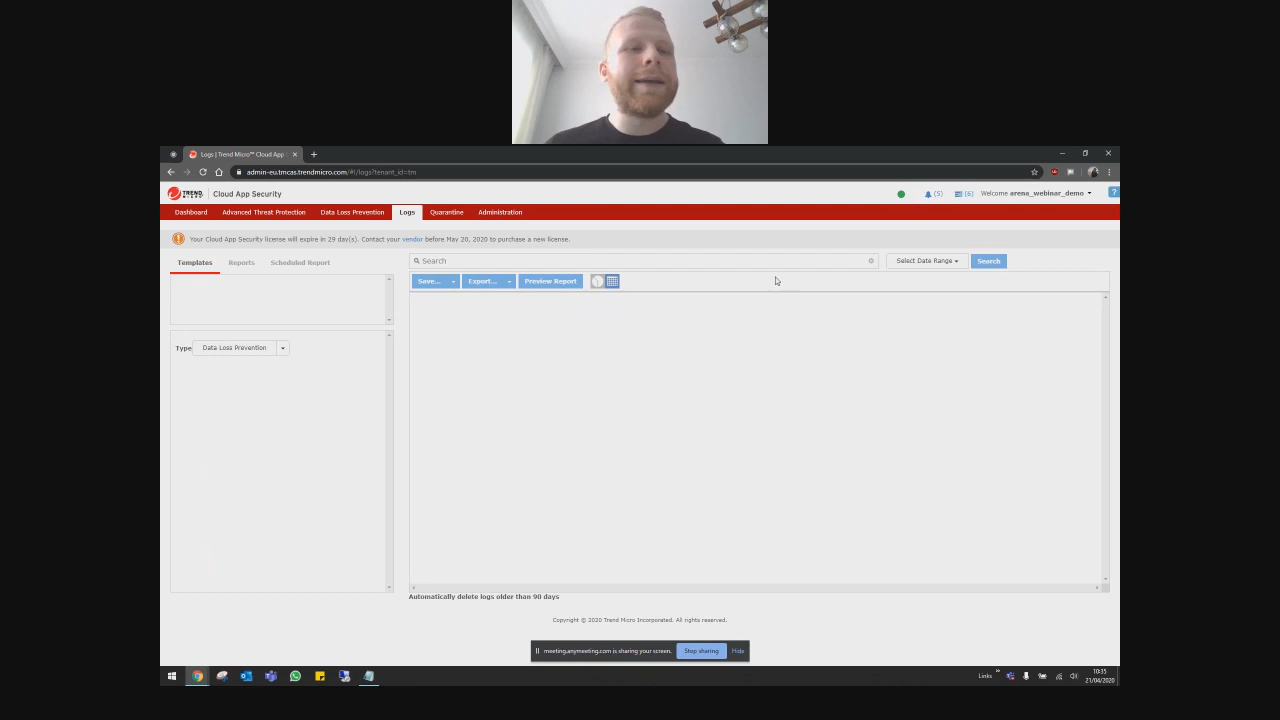 Logs | Trend Micro™ Cloud App
admin-eu.tmcas.trendmicro.com/#/logs?tenant_id=tm
TREND MICRO Cloud App Security
(5) (6) Welcome arena_webinar_demo ?
Dashboard Advanced Threat Protection Data Loss Prevention Logs Quarantine Administration
Your Cloud App Security license will expire in 29 day(s). Contact your vendor before May 20, 2020 to purchase a new license.
Templates Reports Scheduled Report
Search Select Date Range Search
Save... Export... Preview Report
Type Data Loss Prevention
Automatically delete logs older than 90 days
Copyright © 2020 Trend Micro Incorporated. All rights reserved.
meeting.anymeeting.com is sharing your screen. Stop sharing Hide
Links 10:35
21/04/2020